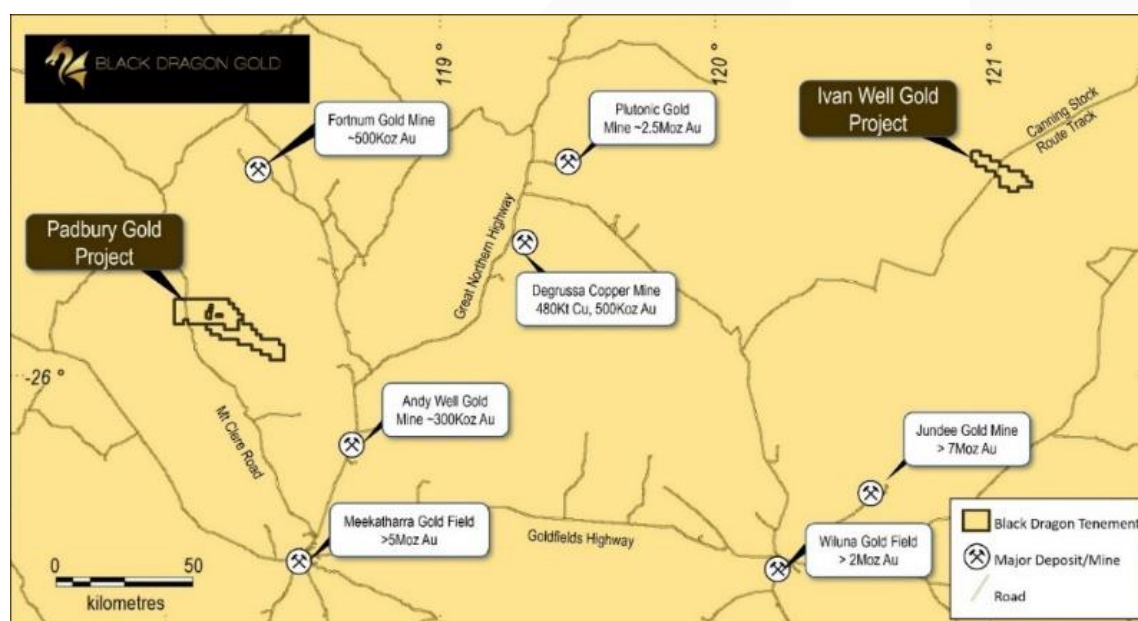 BLACK DRAGON GOLD
119 °
120 °
121 °
Fortnum Gold Mine
~500Koz Au
Plutonic Gold
Mine ~2.5Moz Au
Ivan Well Gold
Project
Canning Stock
Route Track
Padbury Gold
Project
Great Northern Highway
Degrussa Copper Mine
480Kt Cu, 500Koz Au
-26 °
Andy Well Gold
Mine ~300Koz Au
Mt Clere Road
Jundee Gold Mine
> 7Moz Au
Meekatharra Gold Field
>5Moz Au
Goldfields Highway
Wiluna Gold Field
> 2Moz Au
0 50
kilometres
Black Dragon Tenement
Major Deposit/Mine
Road